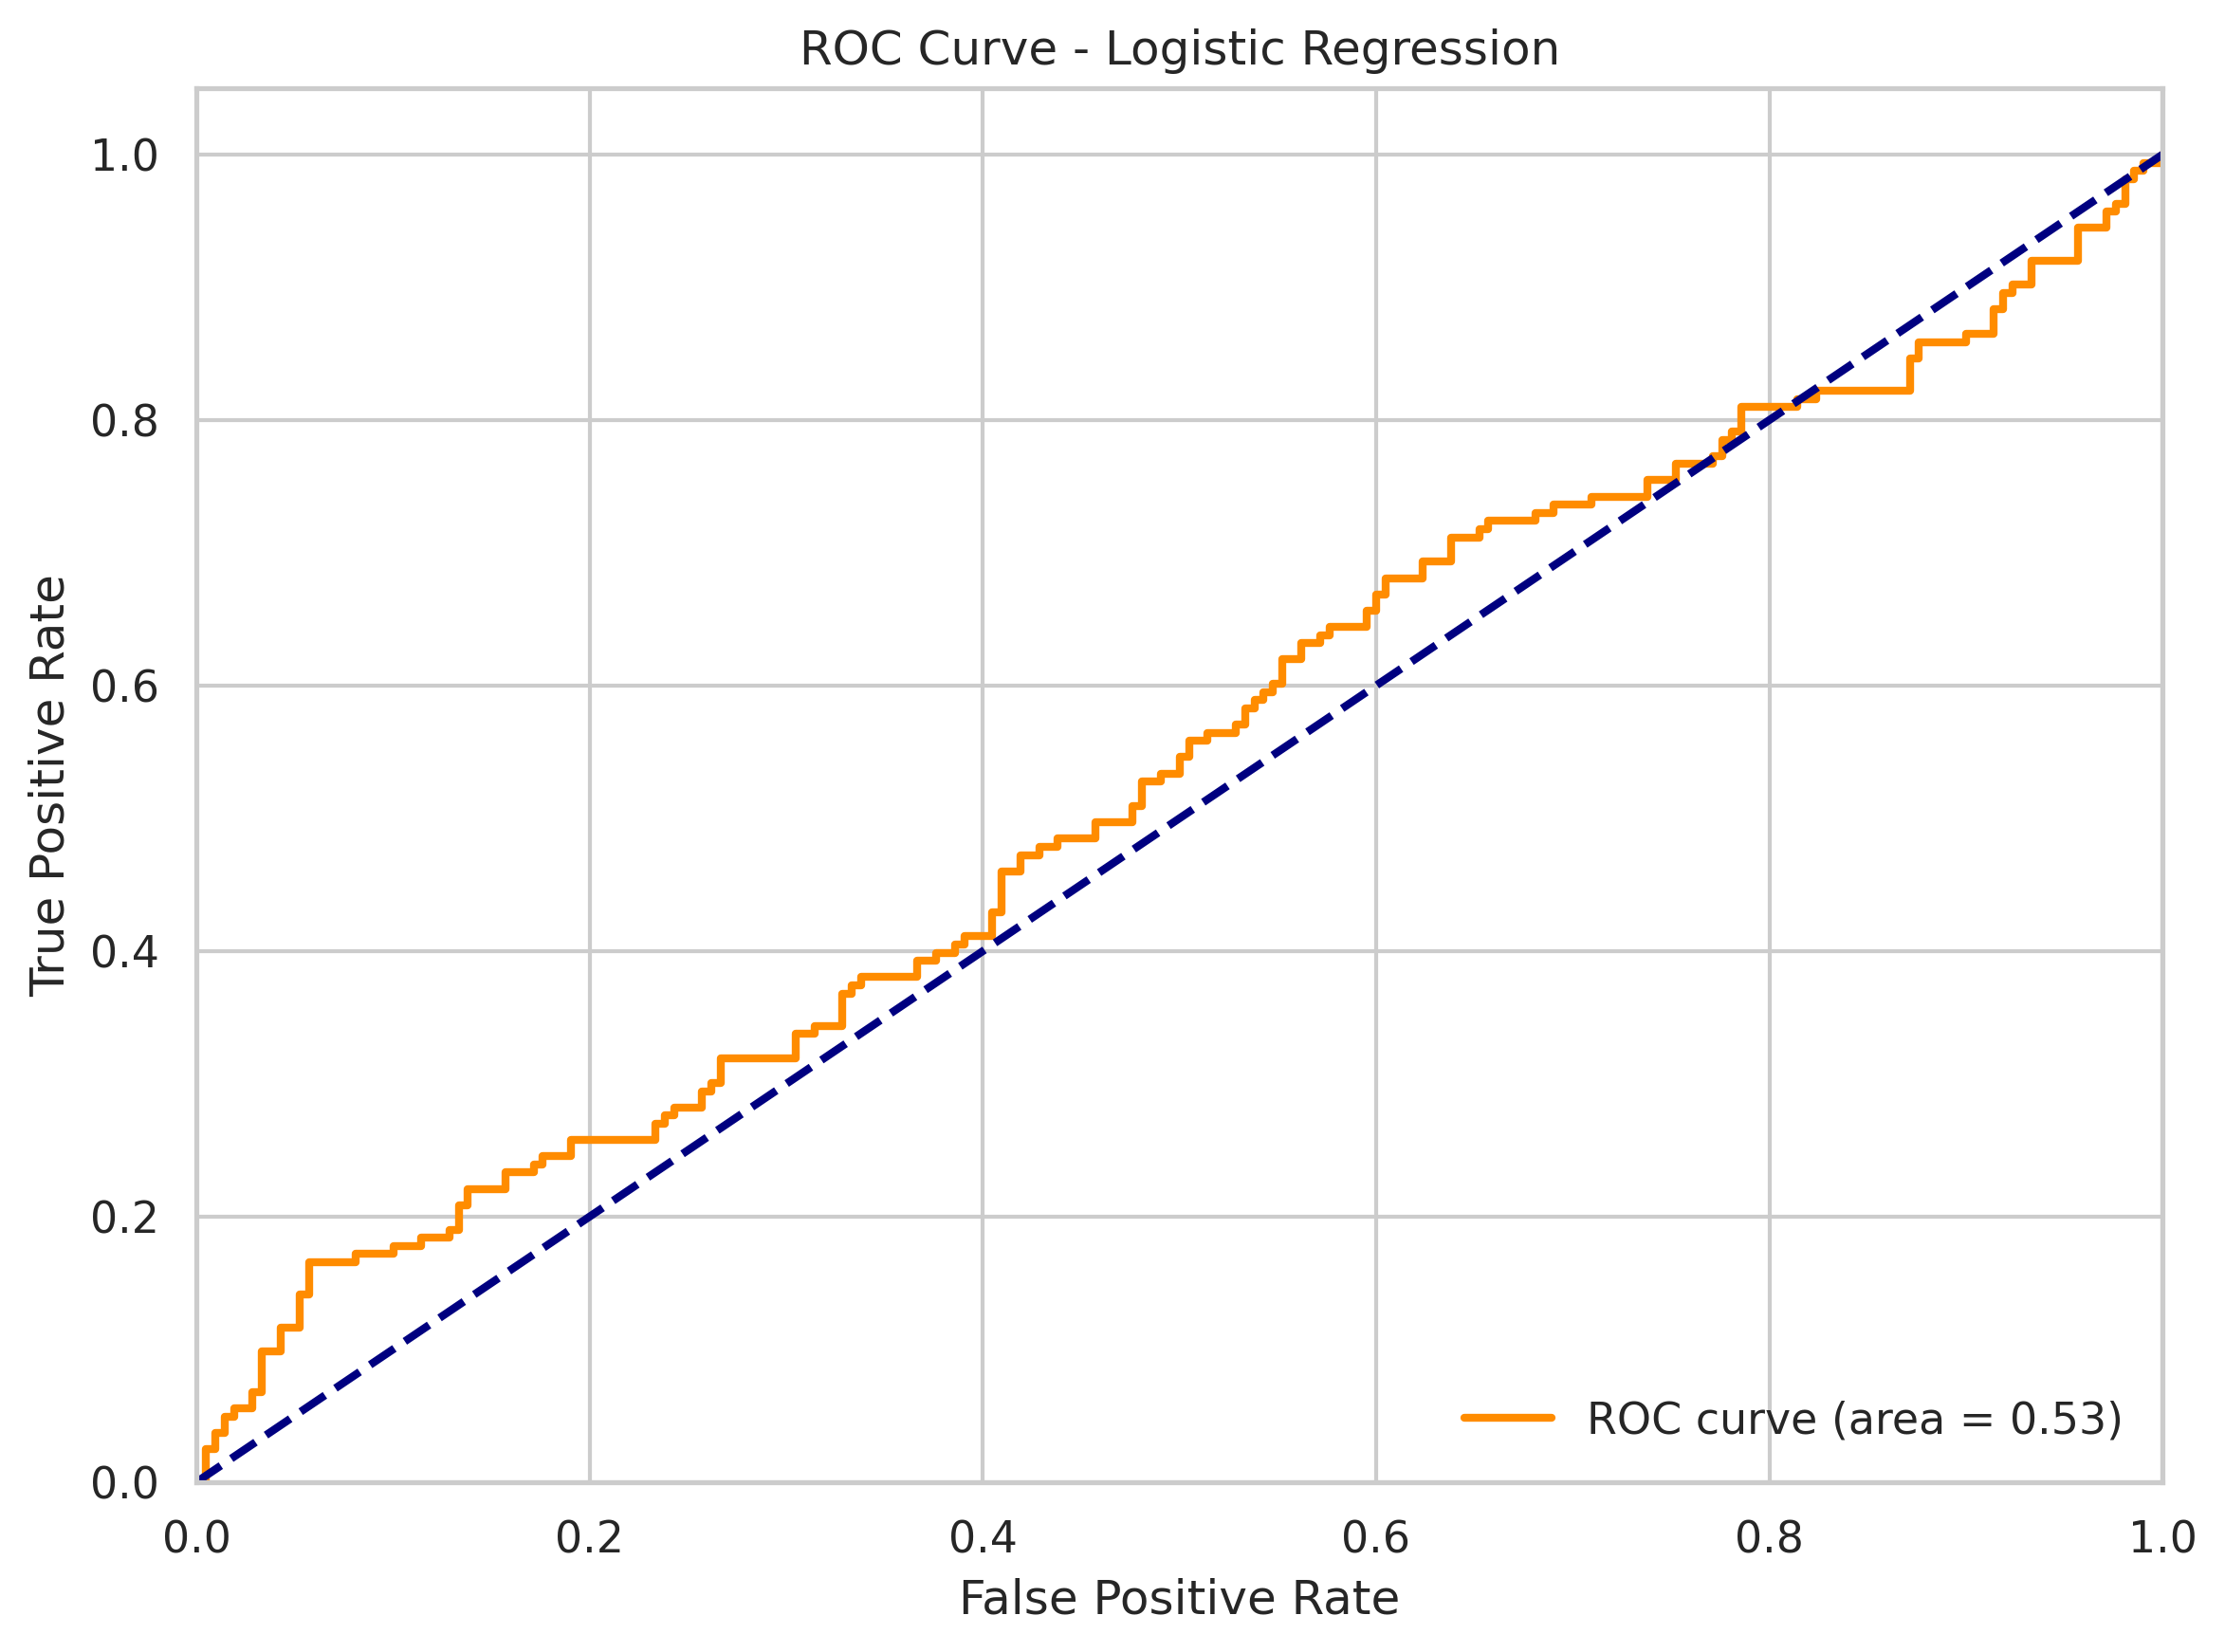 ROC Curve - Logistic Regression
1.0
0.8
0.6
0.4
0.2
0.0
True Positive Rate
ROC curve (area = 0.53)
0.0 0.2 0.4 0.6 0.8 1.0
False Positive Rate